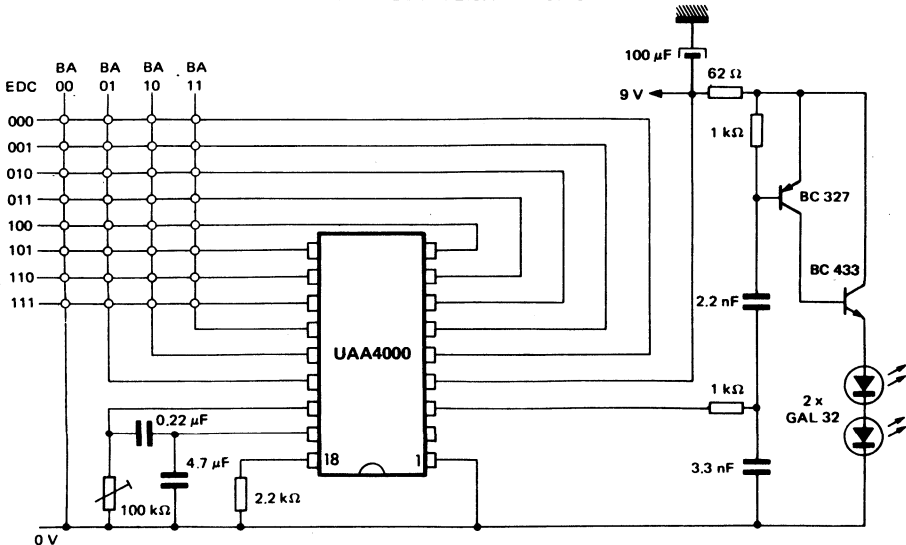 BA BA BA BA
EDC 00 01 10 11
000
001
010
011
100
101
110
111
100 µF
9 V
62 Ω
1 kΩ
BC 327
BC 433
2.2 nF
UAA4000
1 kΩ
2 x
GAL 32
0.22 µF
4.7 µF
18 1
3.3 nF
100 kΩ
2.2 kΩ
0 V